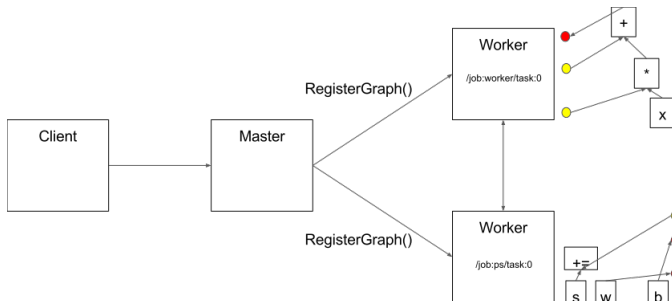 Worker
/job:worker/task:0
+
*
x
RegisterGraph()
Client
Master
RegisterGraph()
Worker
/job:ps/task:0
+=
s
w
b